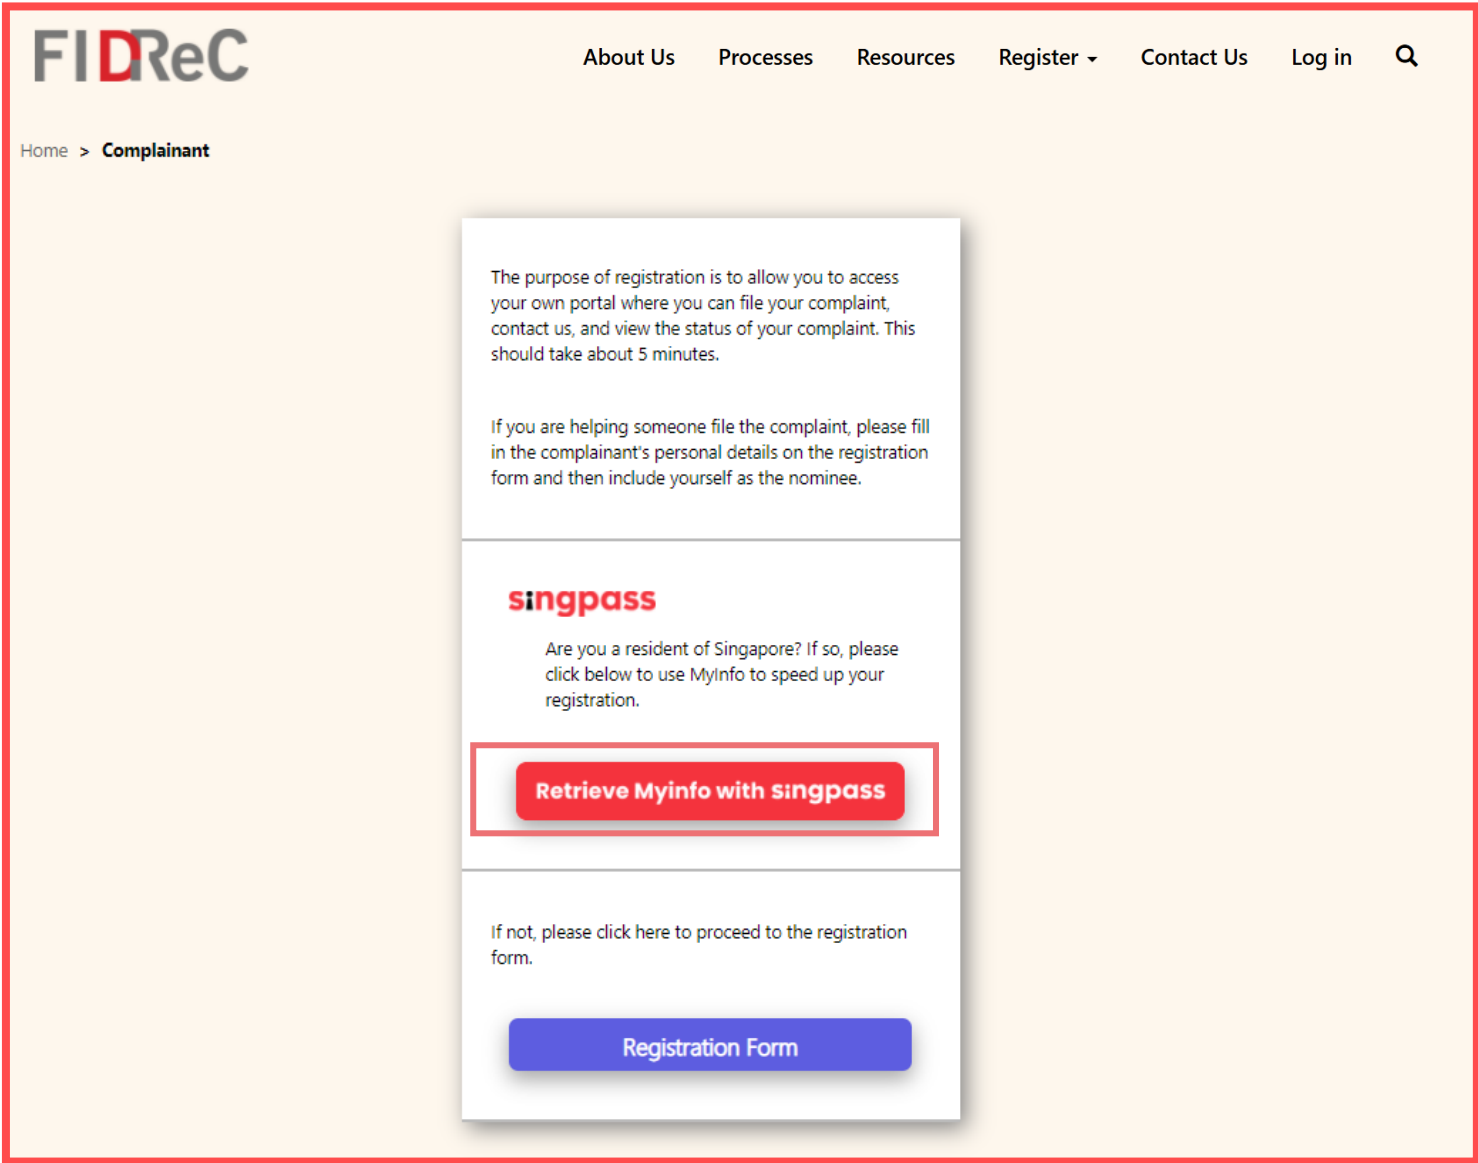 FIDReC
About Us Processes Resources Register Contact Us Log in
Home > Complainant
The purpose of registration is to allow you to access
your own portal where you can file your complaint,
contact us, and view the status of your complaint. This
should take about 5 minutes.
If you are helping someone file the complaint, please fill
in the complainant's personal details on the registration
form and then include yourself as the nominee.
singpass
Are you a resident of Singapore? If so, please
click below to use MyInfo to speed up your
registration.
Retrieve Myinfo with singpass
If not, please click here to proceed to the registration
form.
Registration Form